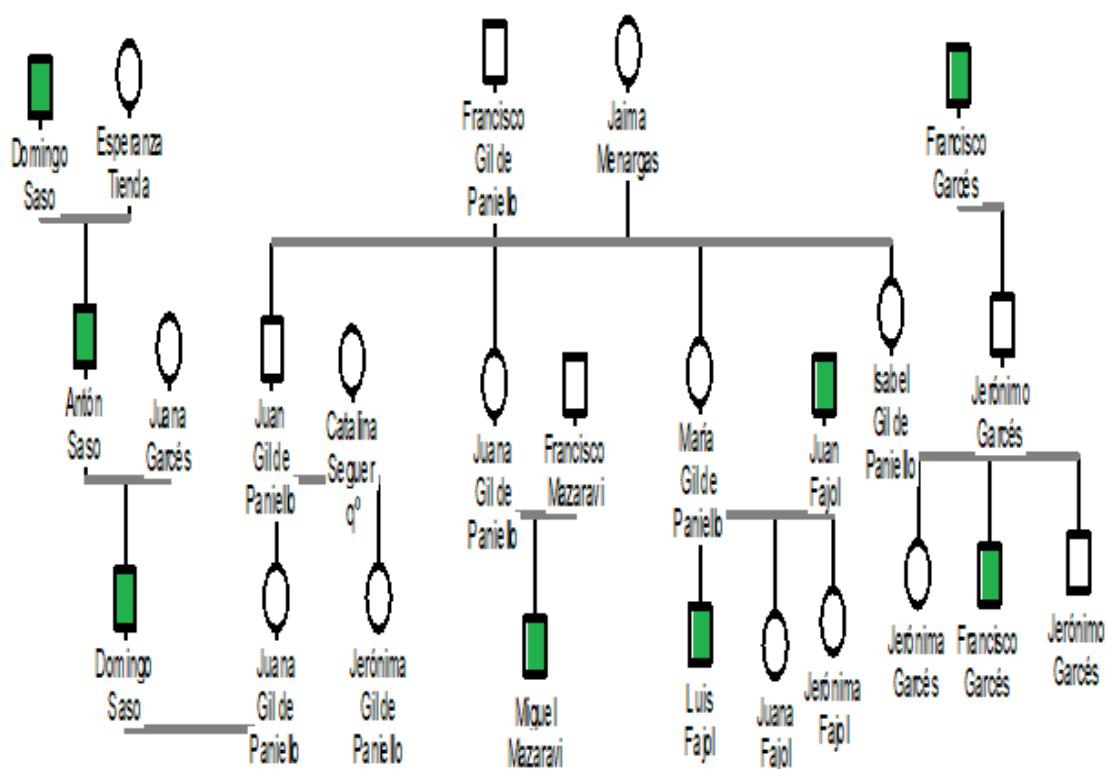 Domingo
Saso
Esperanza
Tienda
Francisco
Gil de
Paniello
Jaima
Menargas
Francisco
Garcés
Antón
Saso
Juana
Garcés
Juan
Gil de
Paniello
Catalina
Seguer
qº
Juana
Gil de
Paniello
Francisco
Mazaravi
María
Gil de
Paniello
Juan
Fajol
Isabel
Gil de
Paniello
Jerónimo
Garcés
Domingo
Saso
Juana
Gil de
Paniello
Jerónima
Gil de
Paniello
Miguel
Mazaravi
Luis
Fajol
Juana
Fajol
Jerónima
Fajol
Jerónima
Garcés
Francisco
Garcés
Jerónimo
Garcés